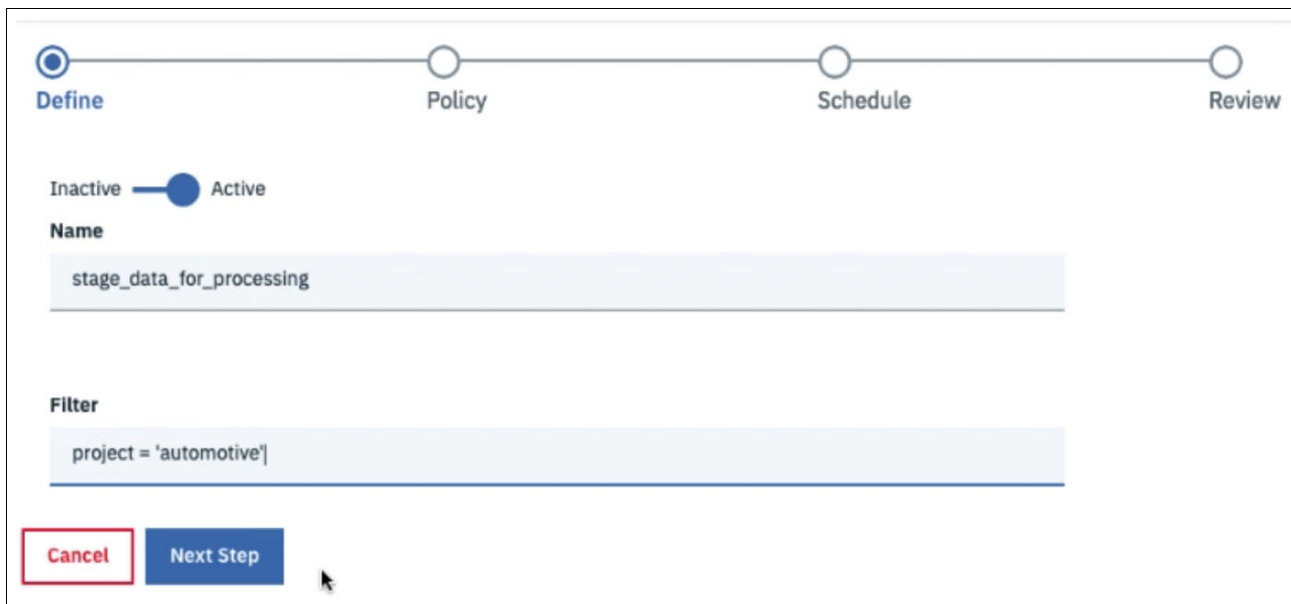 Define Policy Schedule Review
Inactive Active
Name
stage_data_for_processing
Filter
project = 'automotive'
Cancel Next Step